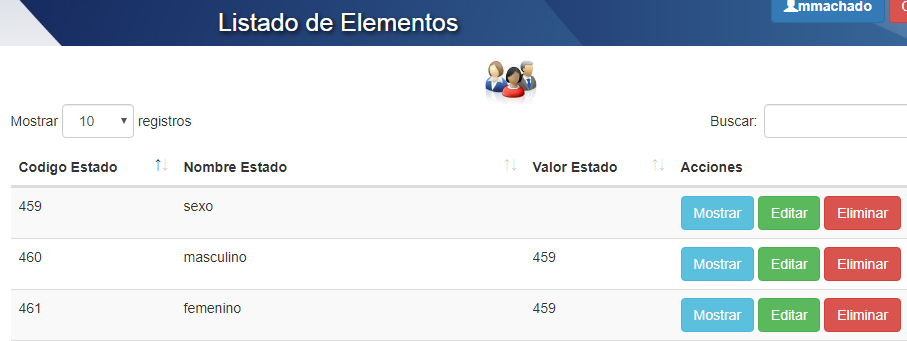 mmachado
Listado de Elementos
Mostrar 10 registros Buscar:
Codigo Estado Nombre Estado Valor Estado Acciones
459 sexo Mostrar Editar Eliminar
460 masculino 459 Mostrar Editar Eliminar
461 femenino 459 Mostrar Editar Eliminar